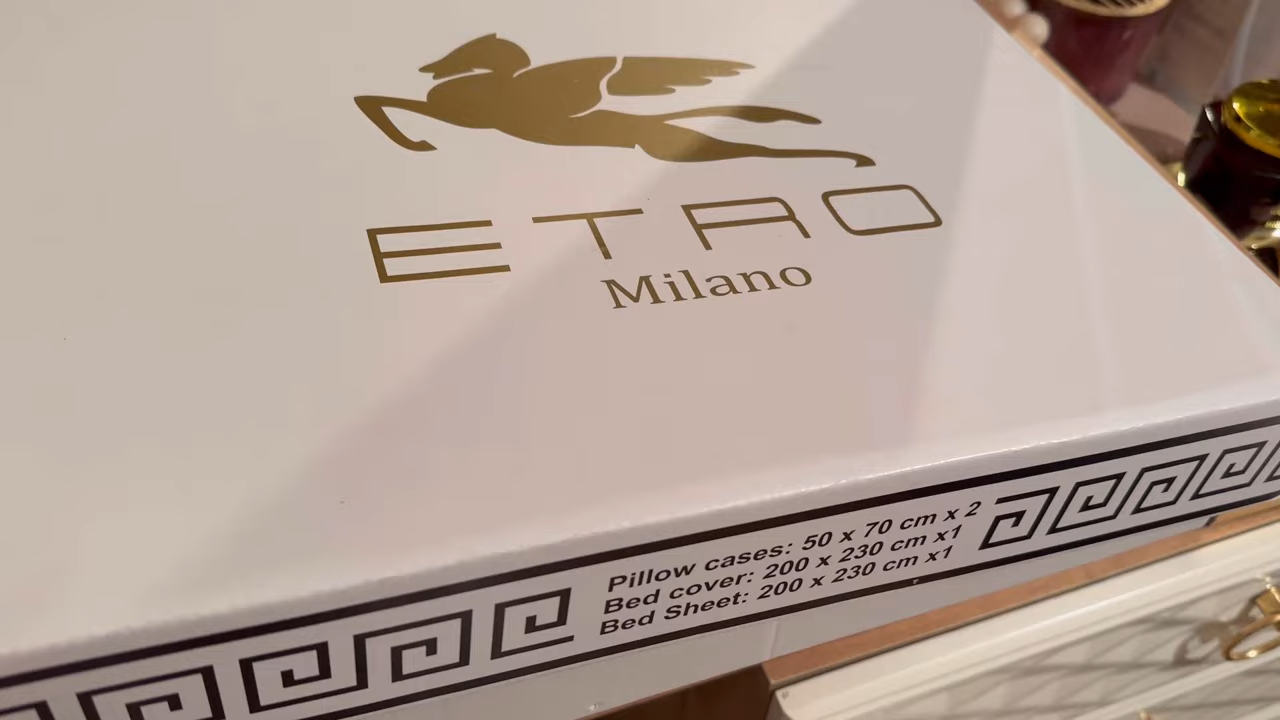 ETRO
Milano
Pillow cases: 50 x 70 cm x 2
Bed cover: 200 x 230 cm x1
Bed Sheet: 200 x 230 cm x1